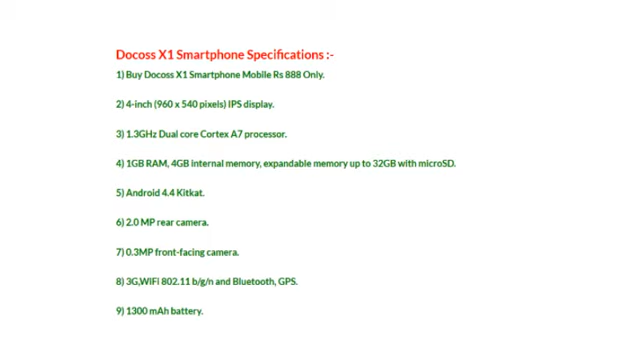 Docoss X1 Smartphone Specifications :-
1) Buy Docoss X1 Smartphone Mobile Rs 888 Only.
2) 4-inch (960 x 540 pixels) IPS display.
3) 1.3GHz Dual core Cortex A7 processor.
4) 1GB RAM, 4GB internal memory, expandable memory up to 32GB with microSD.
5) Android 4.4 Kitkat.
6) 2.0 MP rear camera.
7) 0.3MP front-facing camera.
8) 3G,WiFi 802.11 b/g/n and Bluetooth, GPS.
9) 1300 mAh battery.